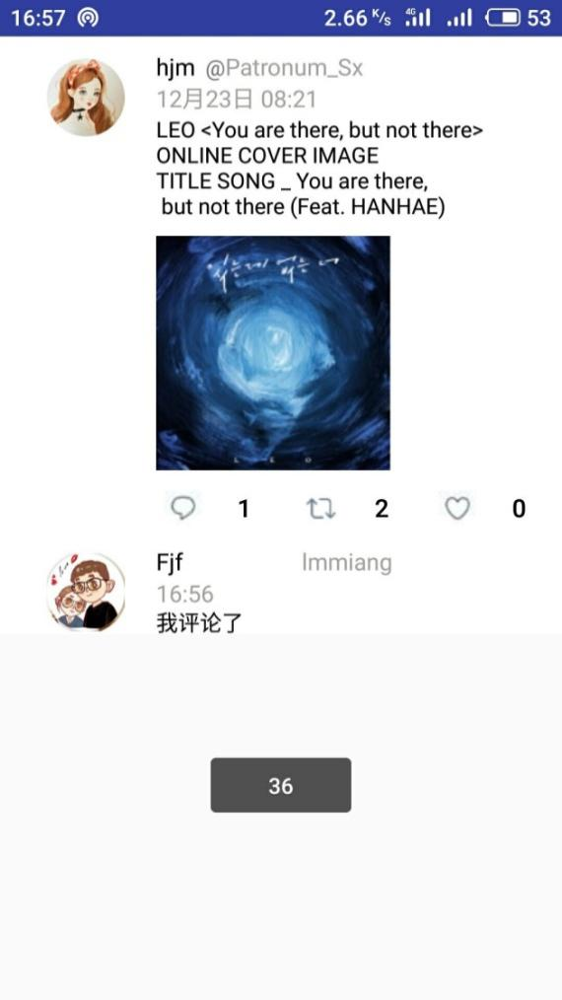 16:57 2.66 K/s 4G 53
hjm @Patronum_Sx
12月23日 08:21
LEO <You are there, but not there>
ONLINE COVER IMAGE
TITLE SONG _ You are there,
but not there (Feat. HANHAE)
있는데 없는 너
L E O
1 2 0
Fjf lmmiang
16:56
我评论了
36